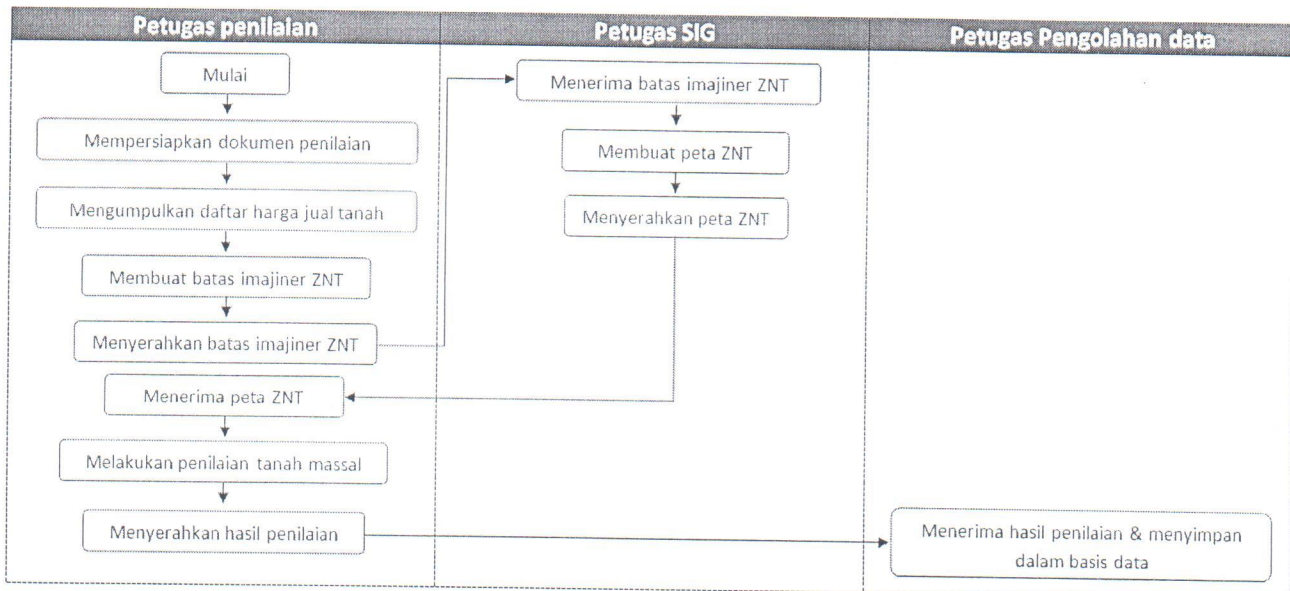 Petugas penilaian
Petugas SIG
Petugas Pengolahan data
Mulai
Mempersiapkan dokumen penilaian
Mengumpulkan daftar harga jual tanah
Membuat batas imajiner ZNT
Menyerahkan batas imajiner ZNT
Menerima peta ZNT
Melakukan penilaian tanah massal
Menyerahkan hasil penilaian
Menerima batas imajiner ZNT
Membuat peta ZNT
Menyerahkan peta ZNT
Menerima hasil penilaian & menyimpan
dalam basis data